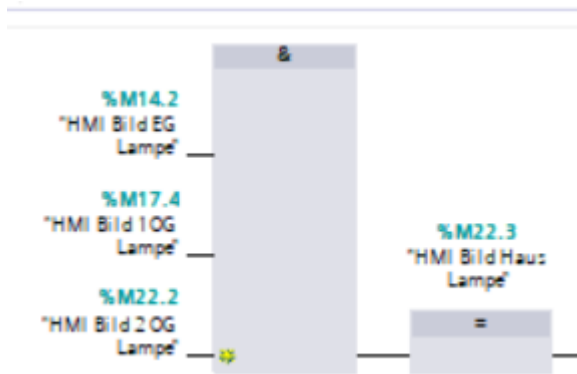 &
%M14.2
"HMI Bild EG
Lampe"
%M17.4
"HMI Bild 1OG
Lampe"
%M22.3
"HMI Bild Haus
Lampe"
%M22.2
"HMI Bild 2OG
Lampe"
=